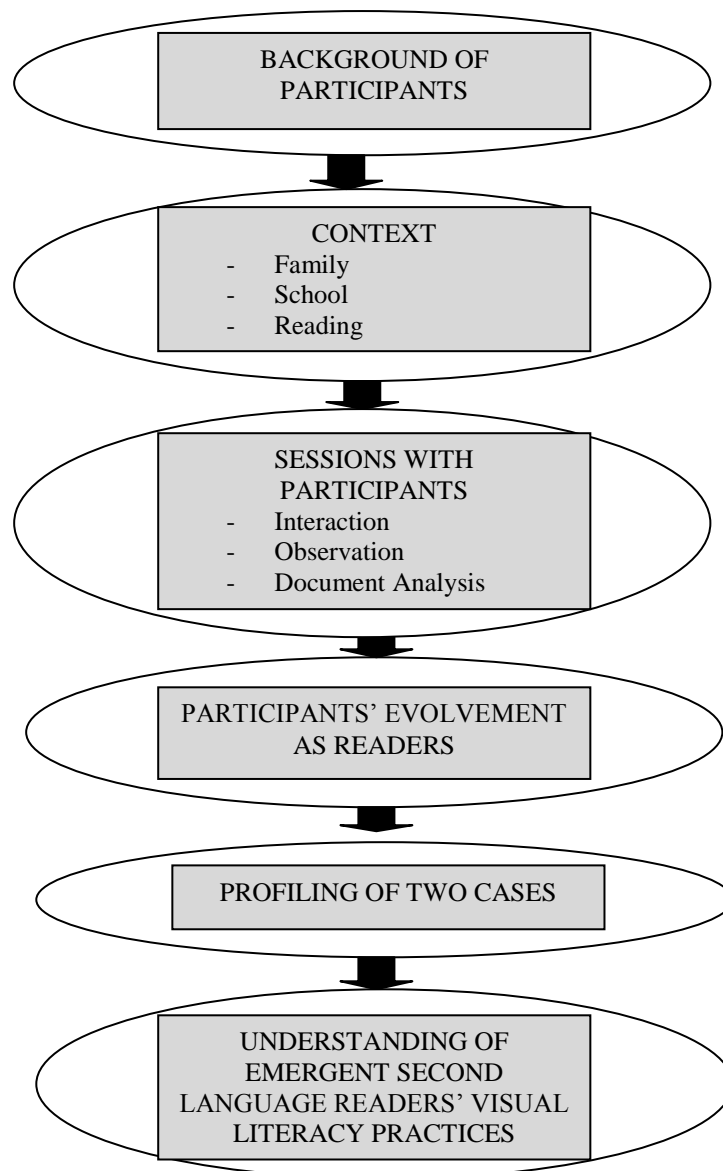 BACKGROUND OF
PARTICIPANTS
CONTEXT
- Family
- School
- Reading
SESSIONS WITH
PARTICIPANTS
- Interaction
- Observation
- Document Analysis
PARTICIPANTS’ EVOLVEMENT
AS READERS
PROFILING OF TWO CASES
UNDERSTANDING OF
EMERGENT SECOND
LANGUAGE READERS’ VISUAL
LITERACY PRACTICES